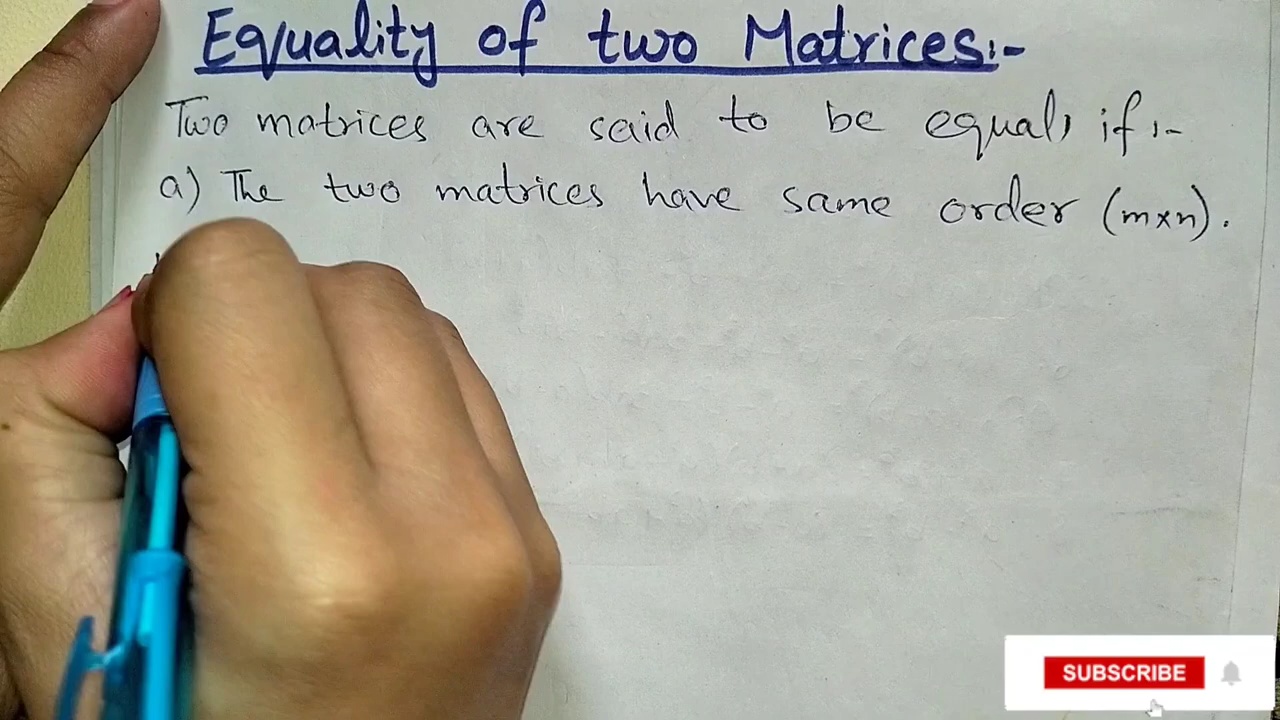 Equality of two Matrices:-
Two matrices are said to be equal, if :-
a) The two matrices have same order (m×n).
SUBSCRIBE